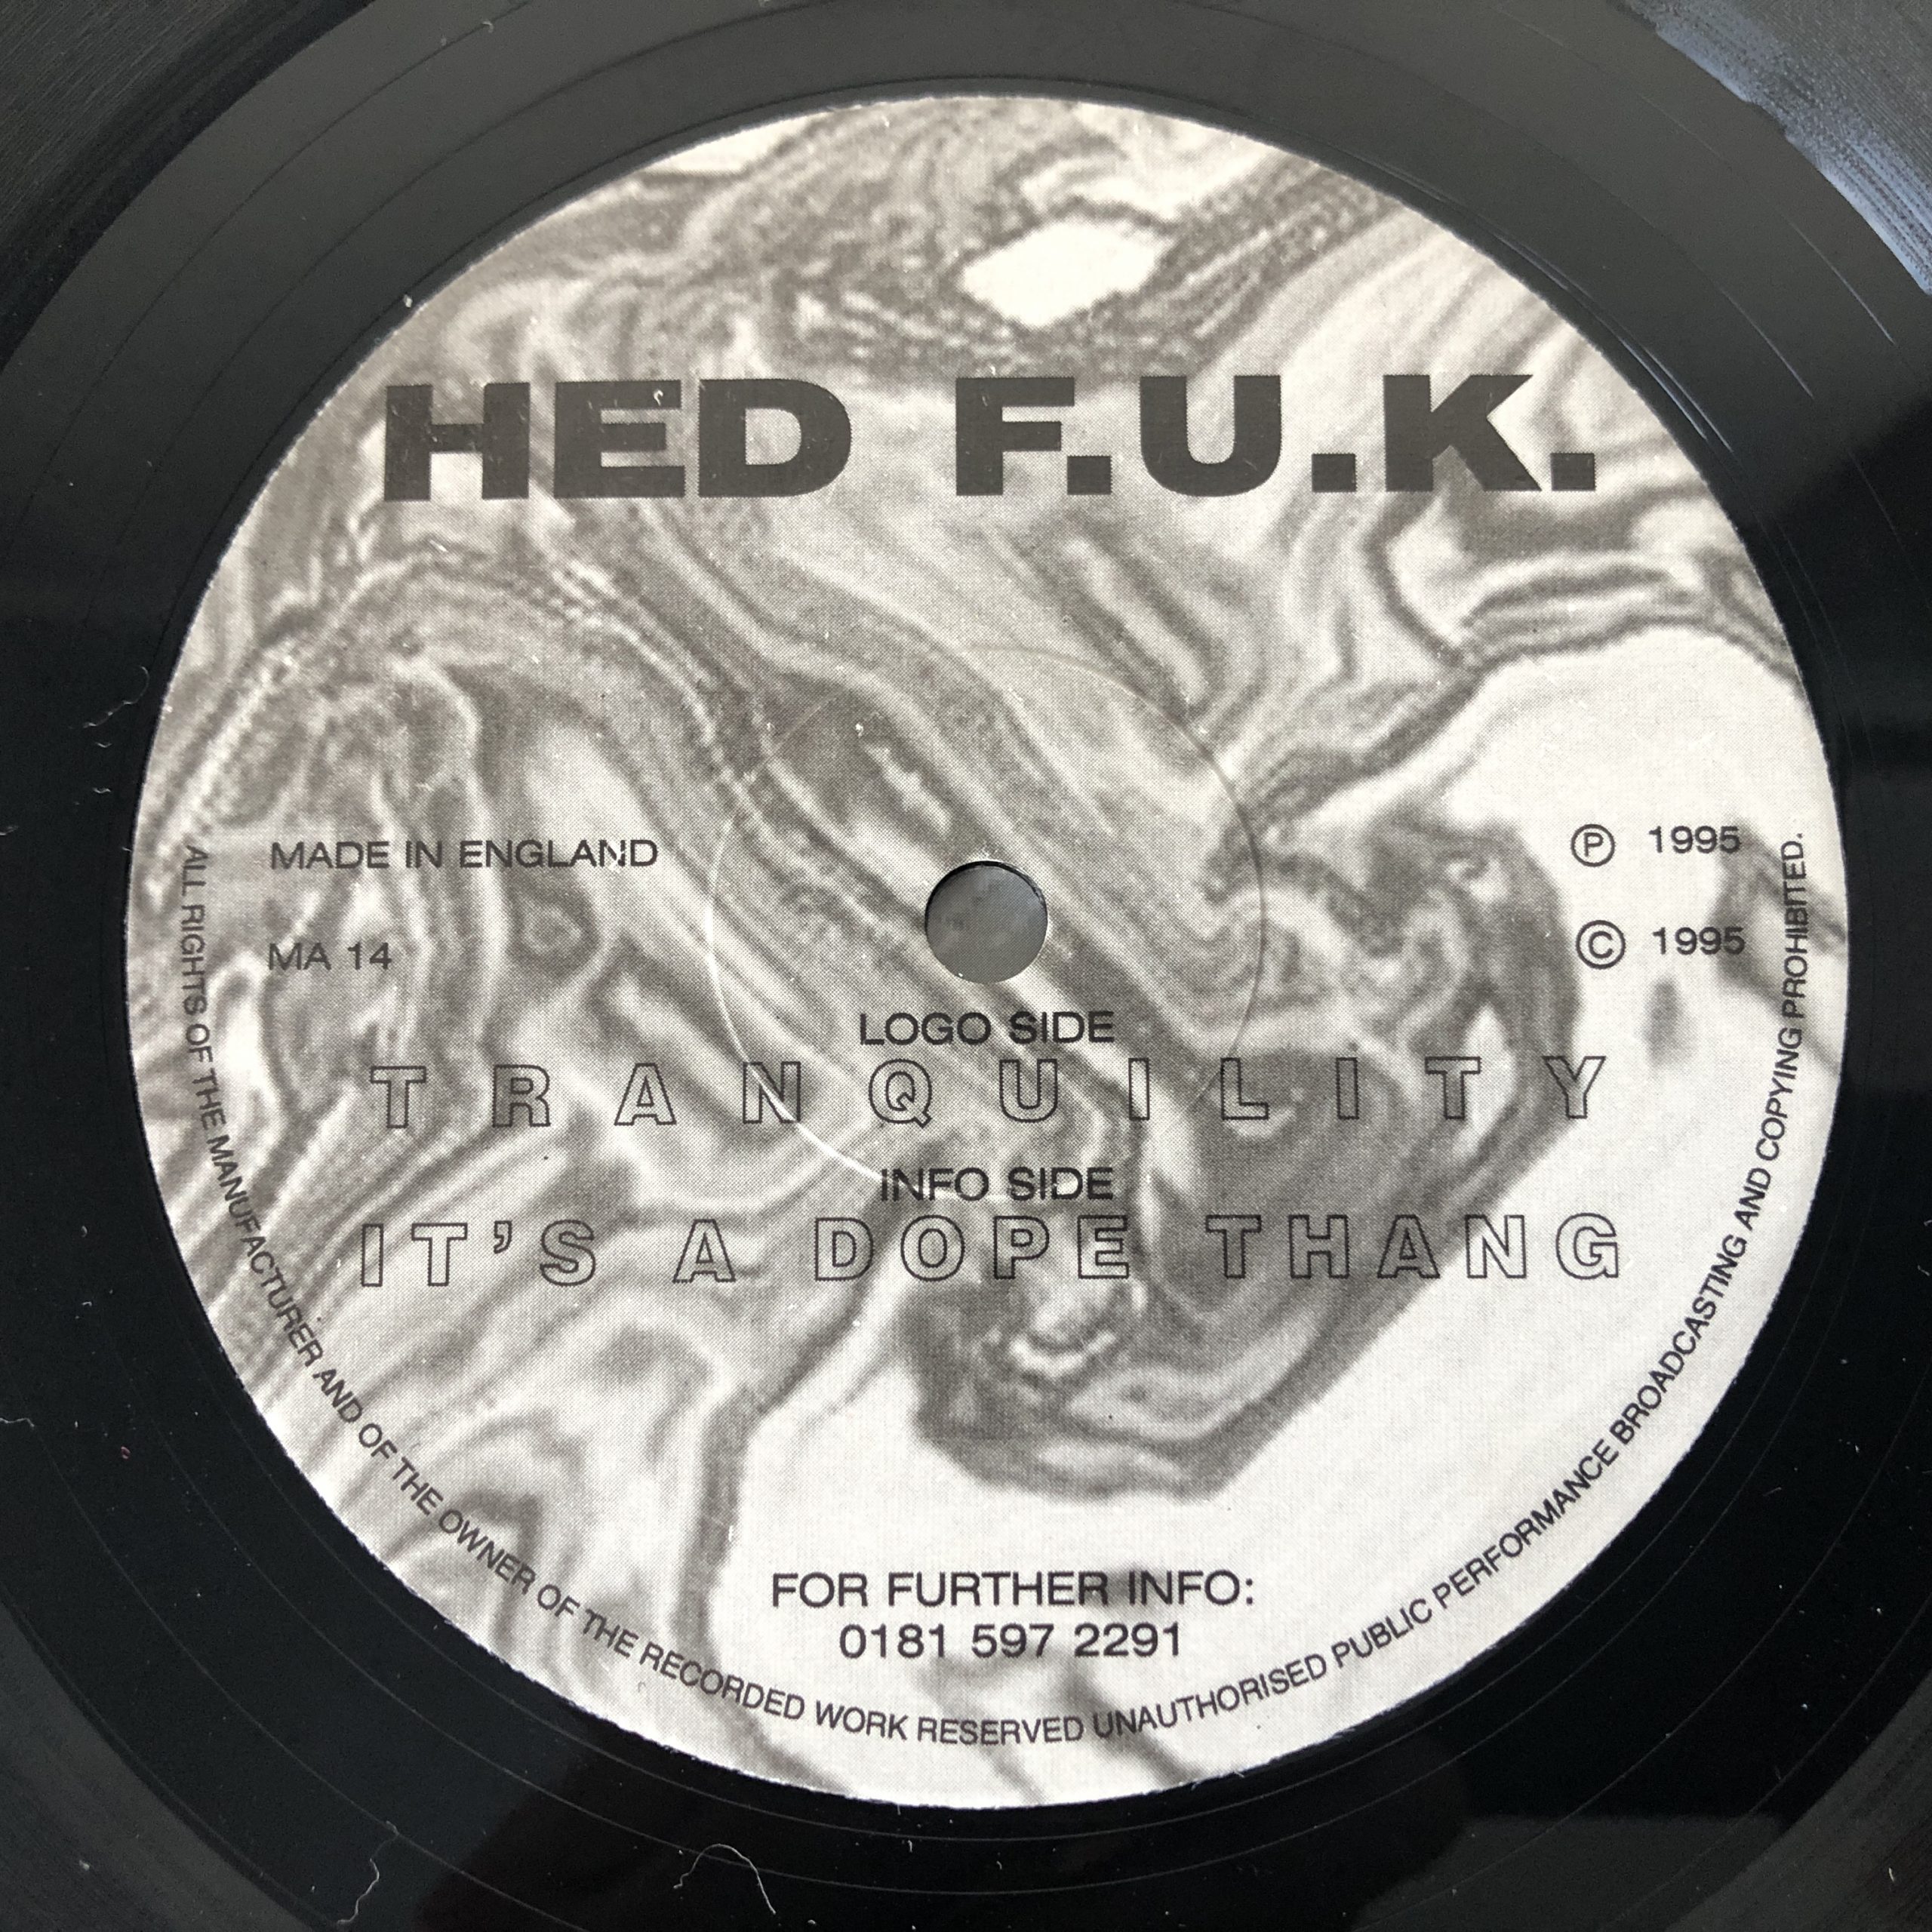 HED F.U.K.
MADE IN ENGLAND
Ⓟ 1995
MA 14
© 1995
LOGO SIDE
TRANQUILITY
INFO SIDE
IT'S A DOPE THANG
FOR FURTHER INFO:
0181 597 2291
ALL RIGHTS OF THE MANUFACTURER AND OF THE OWNER OF THE RECORDED WORK RESERVED UNAUTHORISED PUBLIC PERFORMANCE BROADCASTING AND COPYING PROHIBITED.